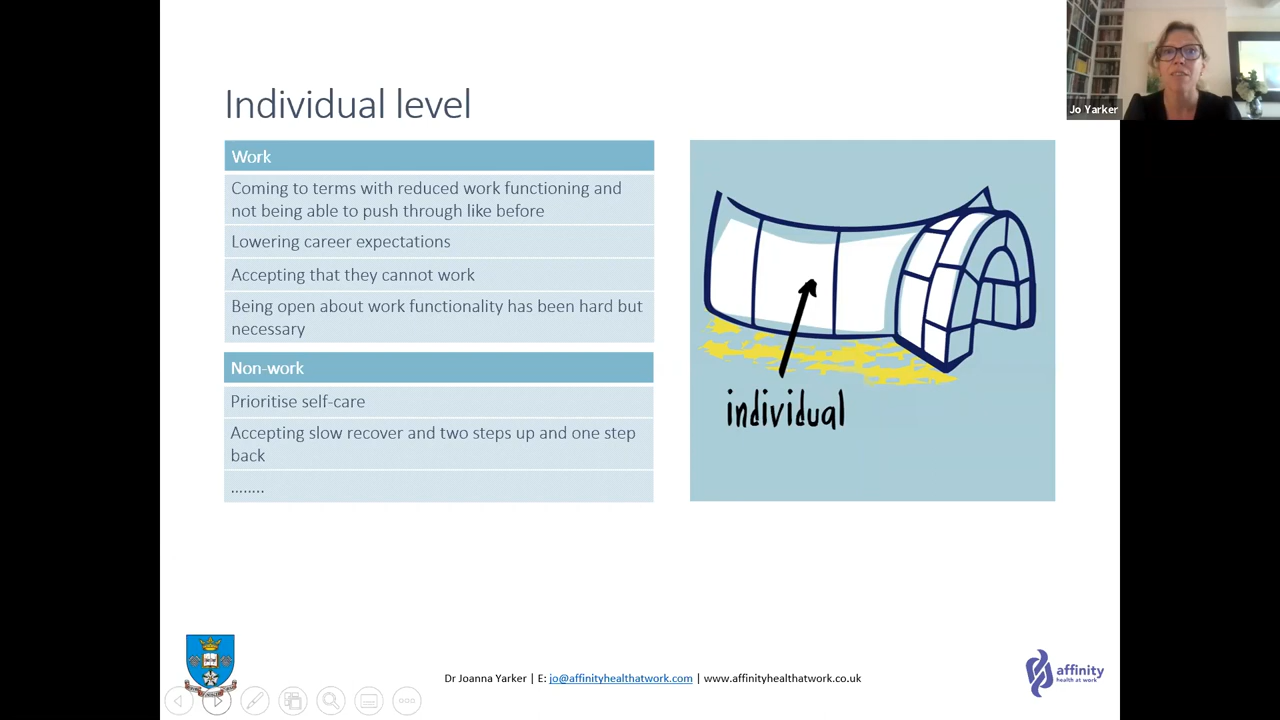 Jo Yarker
Individual level
Work
Coming to terms with reduced work functioning and
not being able to push through like before
Lowering career expectations
Accepting that they cannot work
Being open about work functionality has been hard but
necessary
Non-work
Prioritise self-care
Accepting slow recover and two steps up and one step
back
........
individual
Dr Joanna Yarker | E: jo@affinityhealthatwork.com | www.affinityhealthatwork.co.uk
affinity
health at work